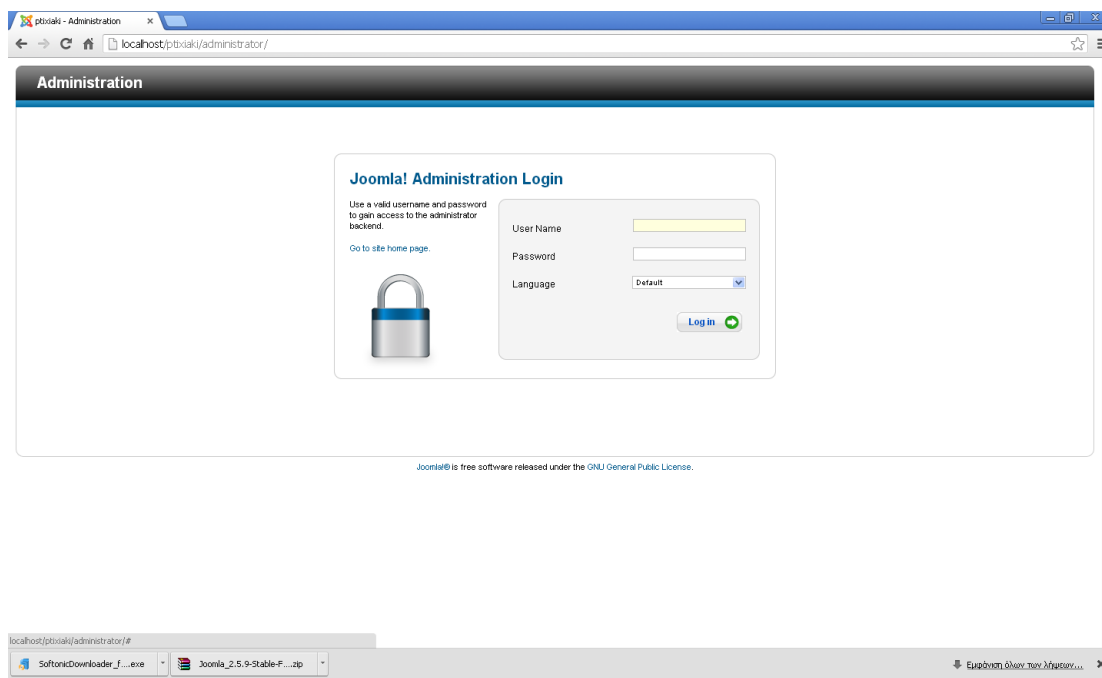 ptixiaki - Administration
localhost/ptixiaki/administrator/
Administration
Joomla! Administration Login
Use a valid username and password
to gain access to the administrator
backend.
Go to site home page.
User Name
Password
Language
Default
Log in
Joomla!® is free software released under the GNU General Public License.
localhost/ptixiaki/administrator/#
SoftonicDownloader_f....exe
Joomla_2.5.9-Stable-F....zip
Εμφάνιση όλων των λήψεων...